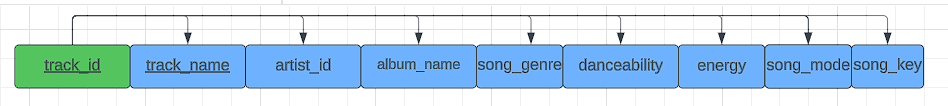 track_id track_name artist_id album_name song_genre danceability energy song_mode song_key